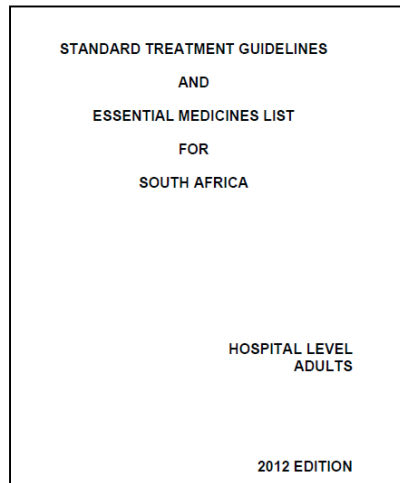 STANDARD TREATMENT GUIDELINES
AND
ESSENTIAL MEDICINES LIST
FOR
SOUTH AFRICA
HOSPITAL LEVEL
ADULTS
2012 EDITION